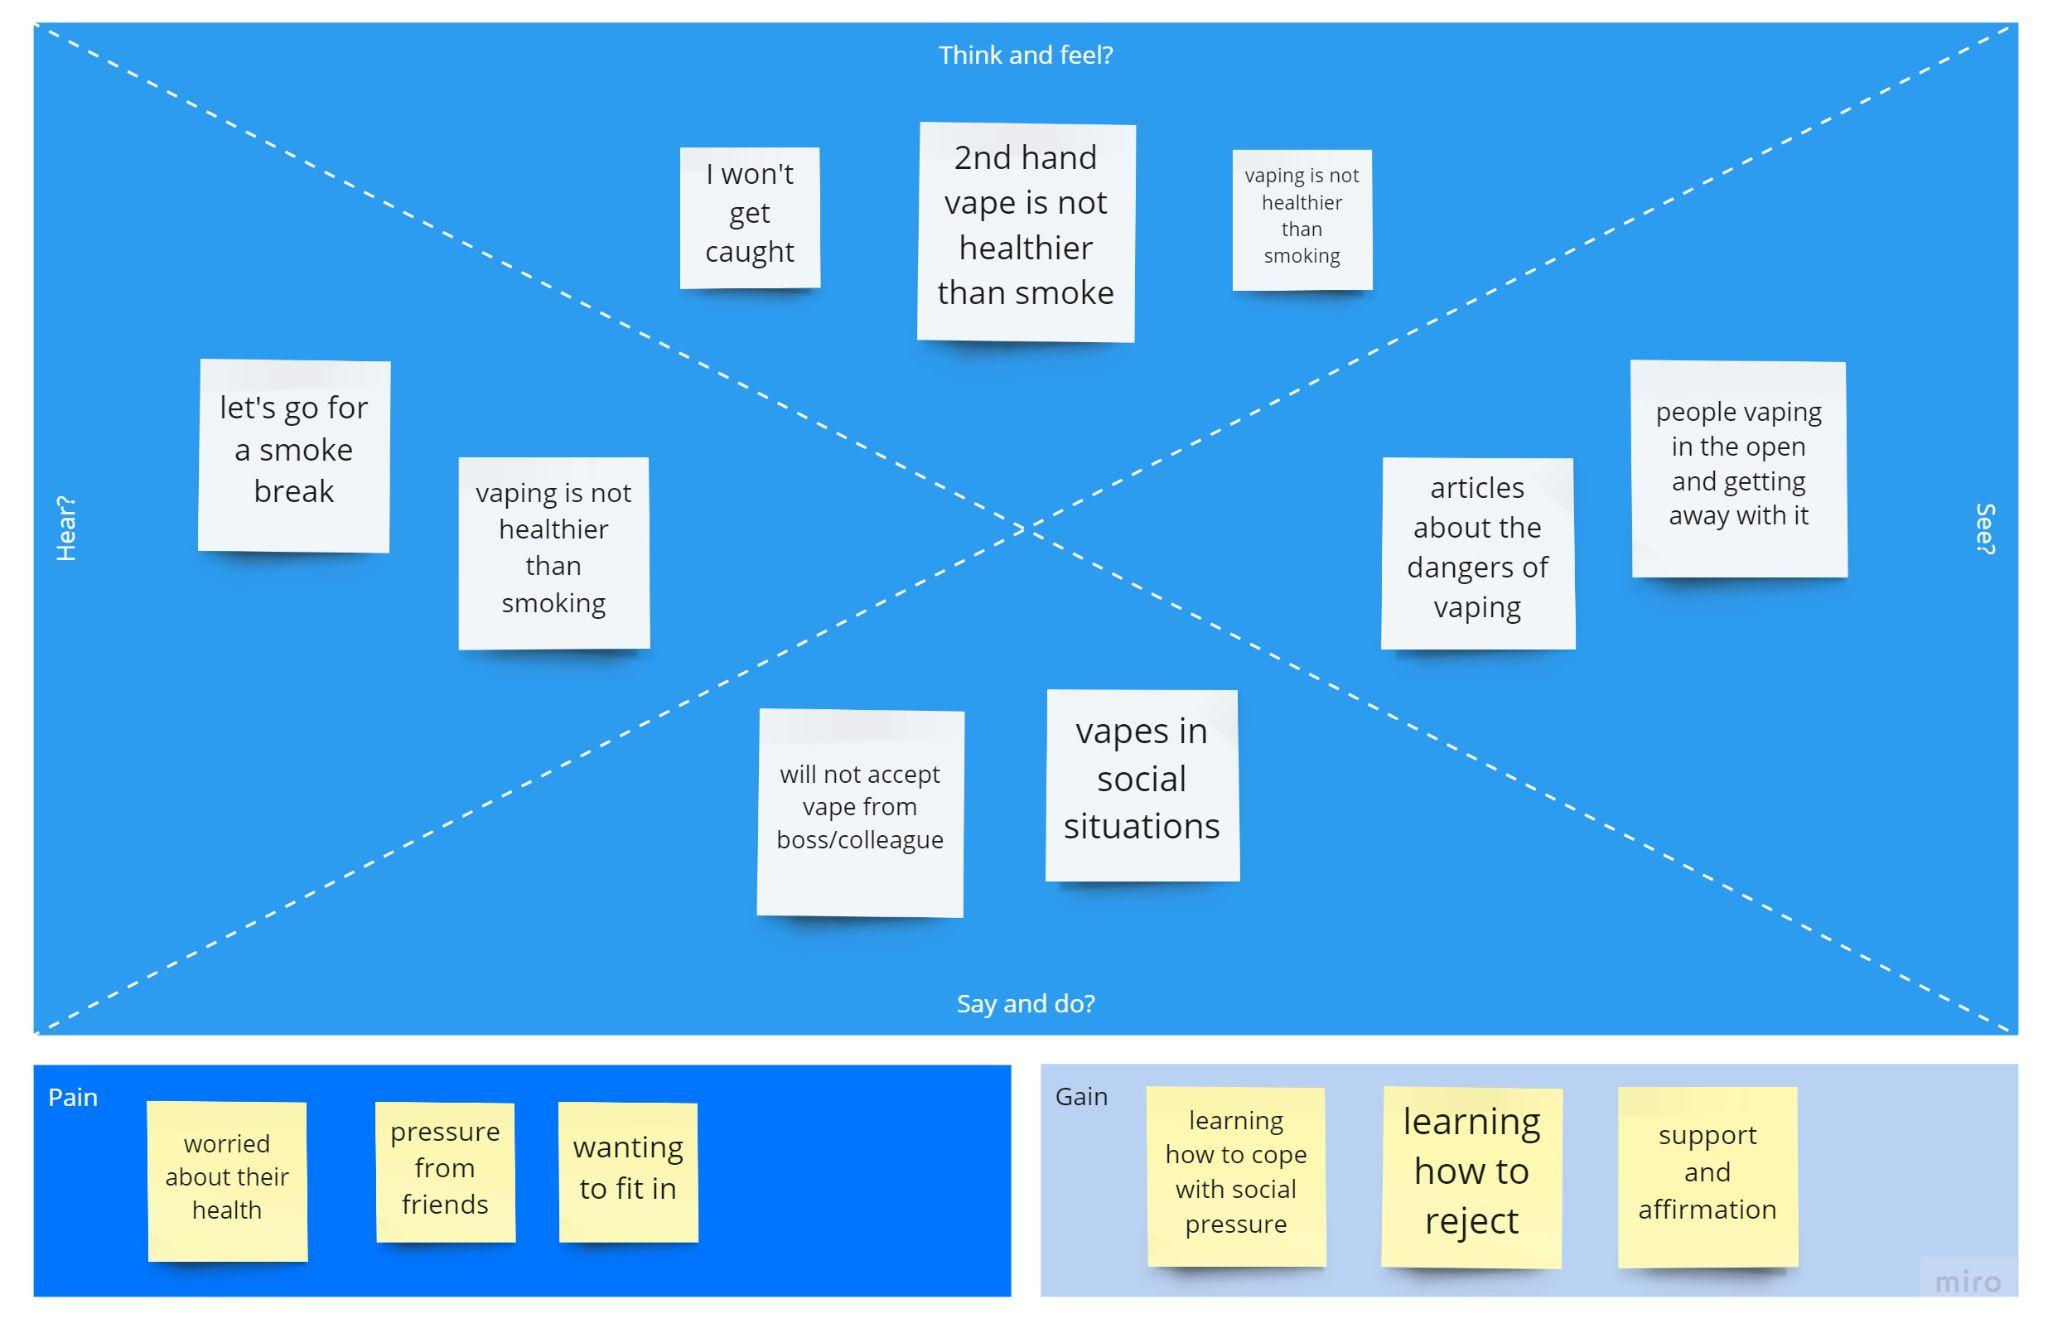 Think and feel?
I won't
get
caught
2nd hand
vape is not
healthier
than smoke
vaping is not
healthier
than
smoking
Hear?
let's go for
a smoke
break
vaping is not
healthier
than
smoking
articles
about the
dangers of
vaping
people vaping
in the open
and getting
away with it
See?
will not accept
vape from
boss/colleague
vapes in
social
situations
Say and do?
Pain
worried
about their
health
pressure
from
friends
wanting
to fit in
Gain
learning
how to cope
with social
pressure
learning
how to
reject
support
and
affirmation
miro